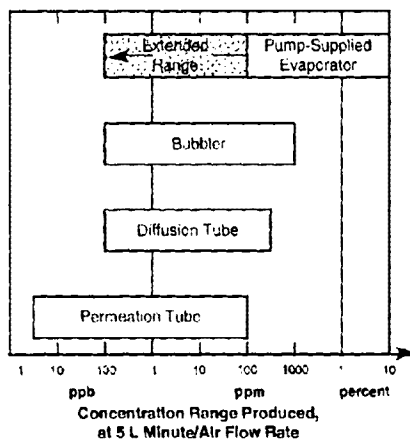 Extended Pump-Supplied
Range Evaporator
Bubbler
Diffusion Tube
Permeation Tube
1 10 100 1 10 100 1000 1 10
ppb ppm percent
Concentration Range Produced,
at 5 L Minute/Air Flow Rate